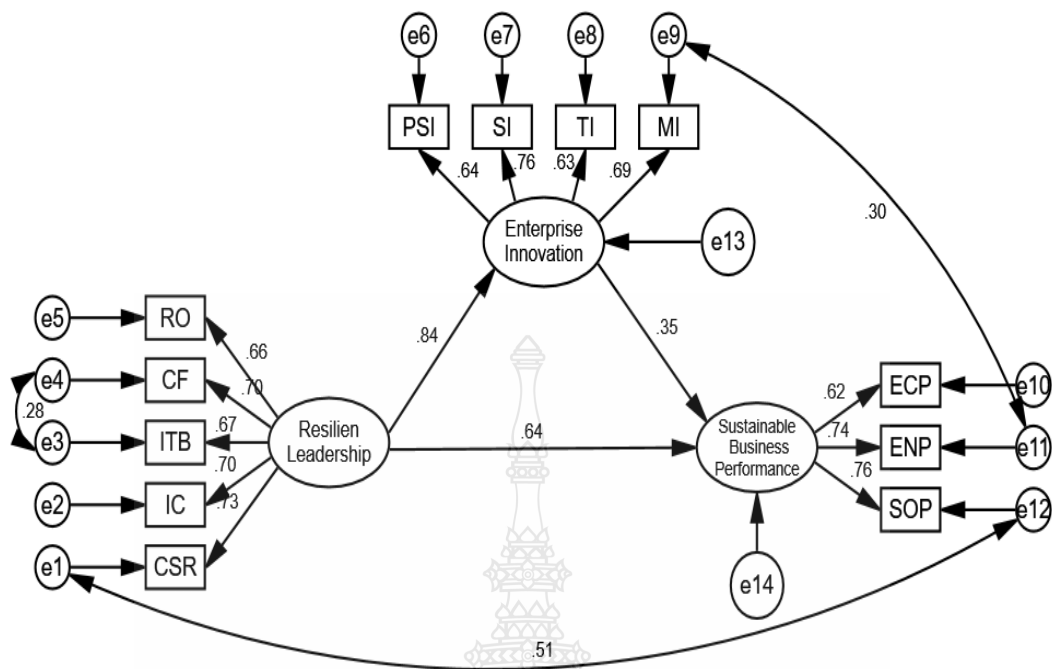 e6
e7
e8
e9
PSI
SI
TI
MI
.64
.76
.63
.69
.30
Enterprise
Innovation
e13
e5
RO
.66
.84
.35
e4
CF
.70
.28
e3
ITB
.67
Resilien
Leadership
.64
.70
e2
IC
.73
e1
CSR
Sustainable
Business
Performance
.62
ECP
e10
.74
ENP
e11
.76
SOP
e12
e14
.51